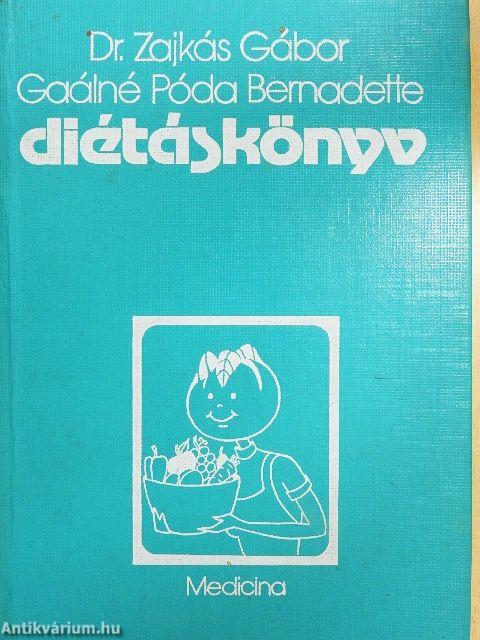 Dr. Zajkás Gábor
Gaálné Póda Bernadette
diétáskönyv
Medicina
Antikvárium.hu